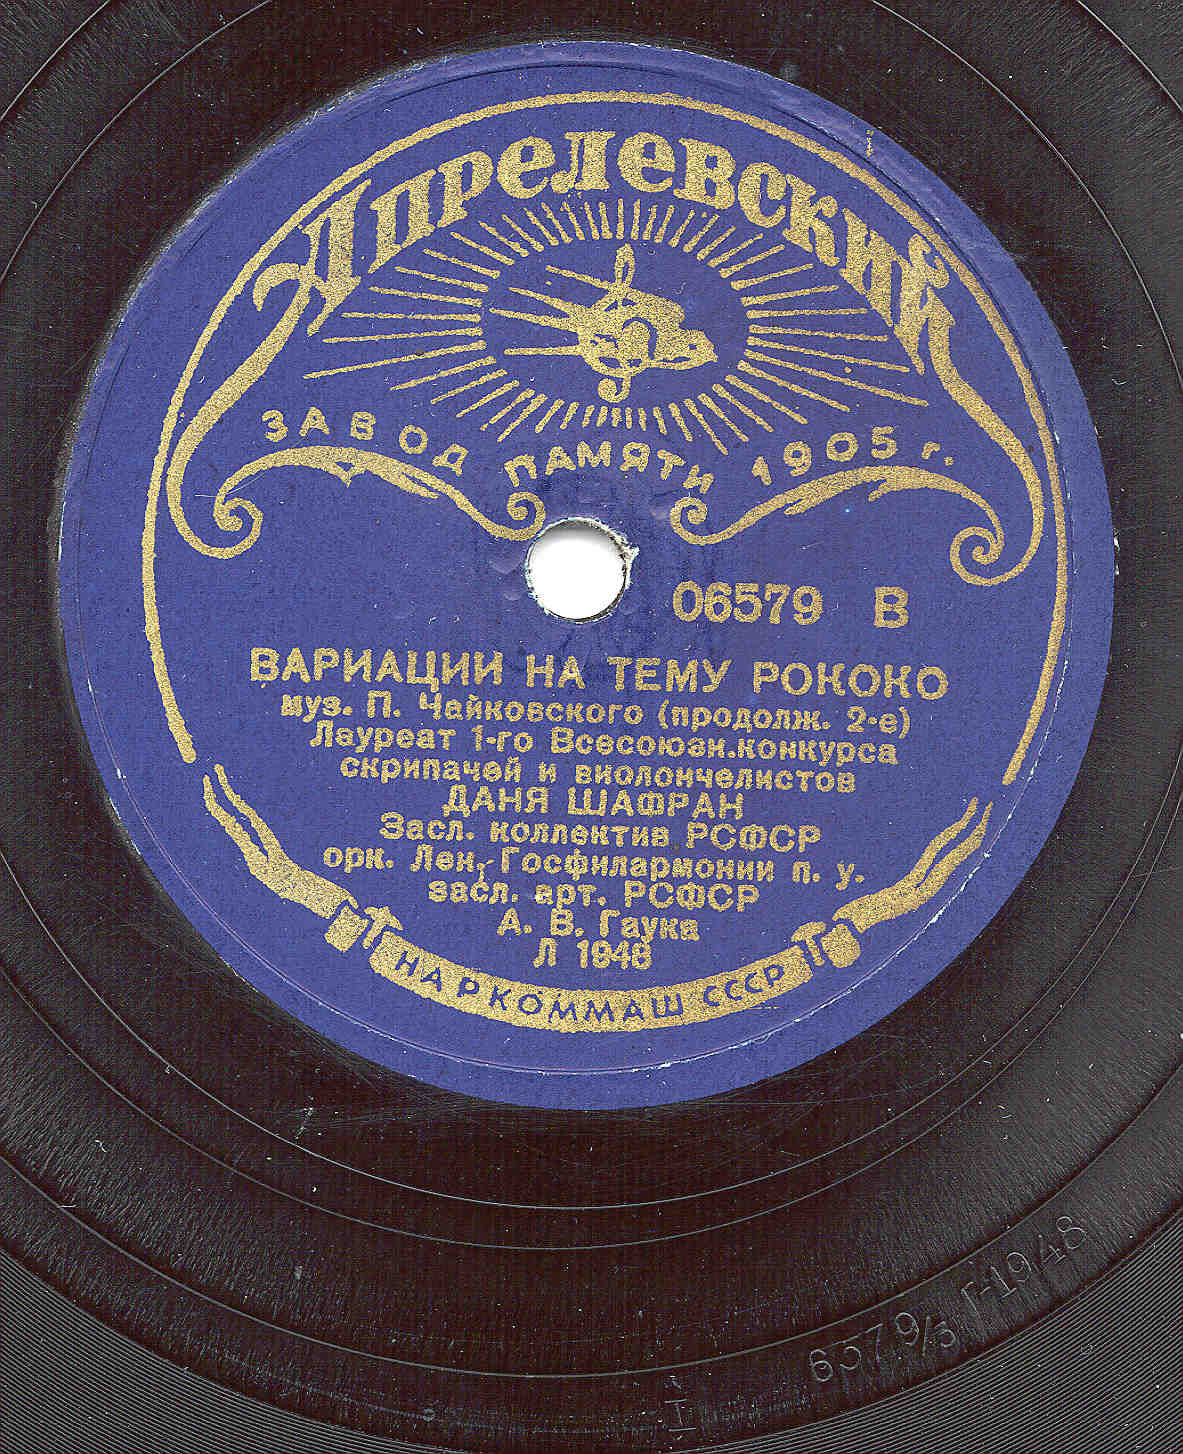 Апрелевский
ЗАВОД ПАМЯТИ 1905 г.
06579 В
ВАРИАЦИИ НА ТЕМУ РОКОКО
муз. П. Чайковского (продолж. 2-е)
Лауреат 1-го Всесоюзн.конкурса
скрипачей и виолончелистов
ДАНЯ ШАФРАН
Засл. коллектив РСФСР
орк. Лен. Госфилармонии п. у.
засл. арт. РСФСР
А. В. Гаука
Л 1948
НАРКОММАШ СССР
6579/3 Г-1948
I